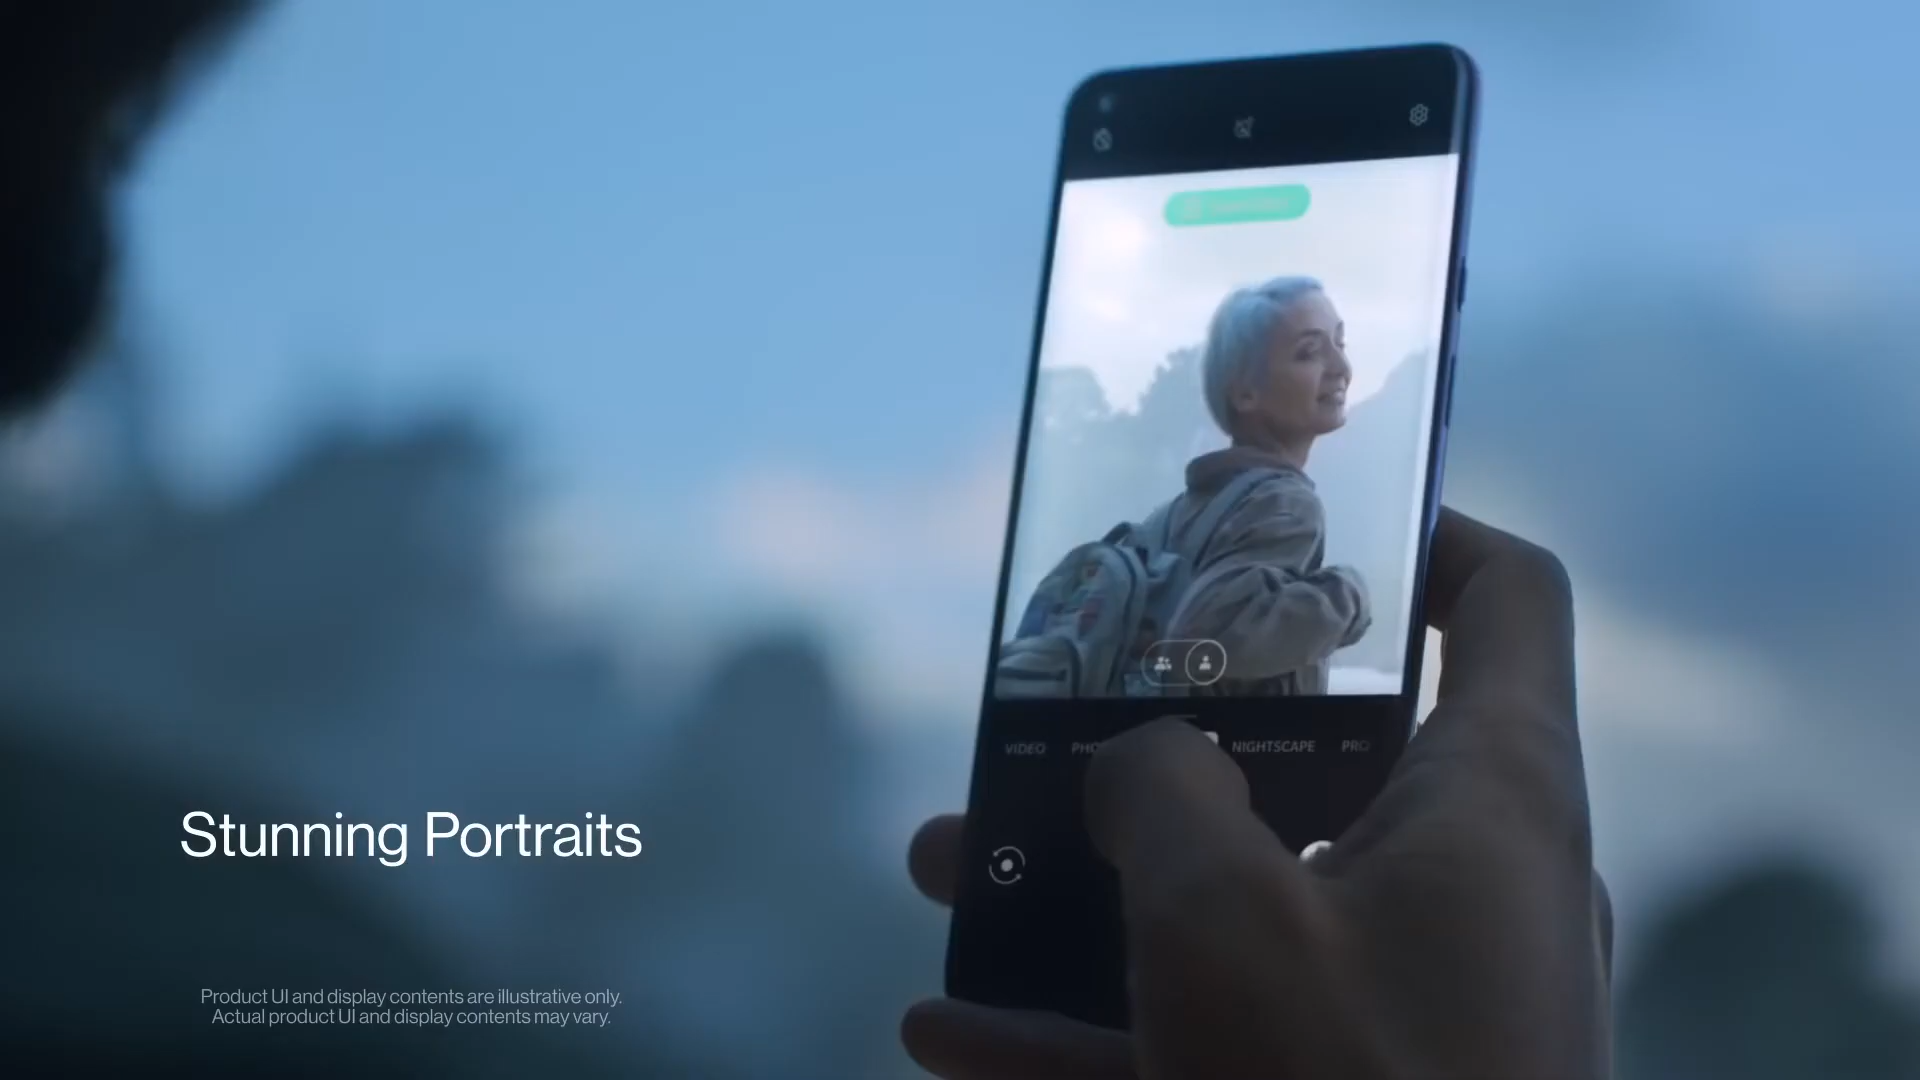 VIDEO
NIGHTSCAPE
PRO
Stunning Portraits
Product UI and display contents are illustrative only.
Actual product UI and display contents may vary.